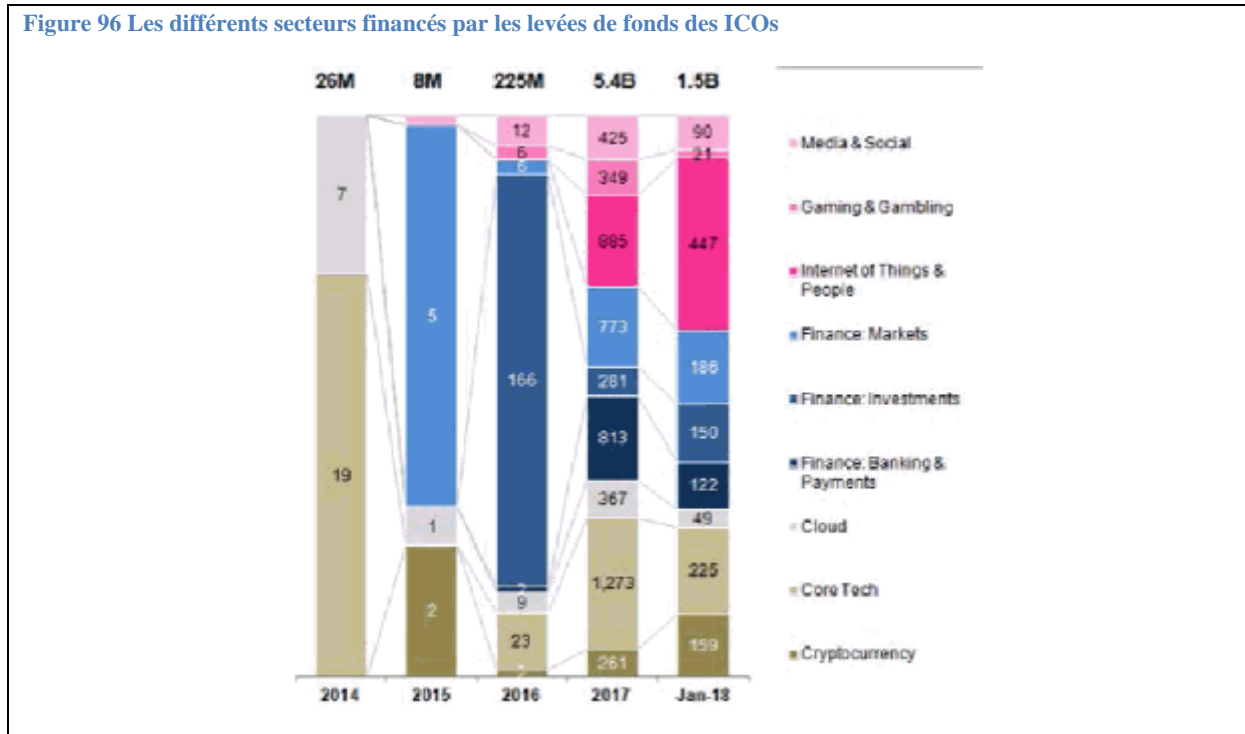 Figure 96 Les différents secteurs financés par les levées de fonds des ICOs
26M 8M 225M 5.4B 1.5B
7
19
5
1
2
12
6
6
166
9
23
425
349
885
773
281
813
367
1,273
261
90
21
447
186
150
122
49
225
159
Media & Social
Gaming & Gambling
Internet of Things &
People
Finance: Markets
Finance: Investments
Finance: Banking &
Payments
Cloud
Core Tech
Cryptocurrency
2014 2015 2016 2017 Jan-18